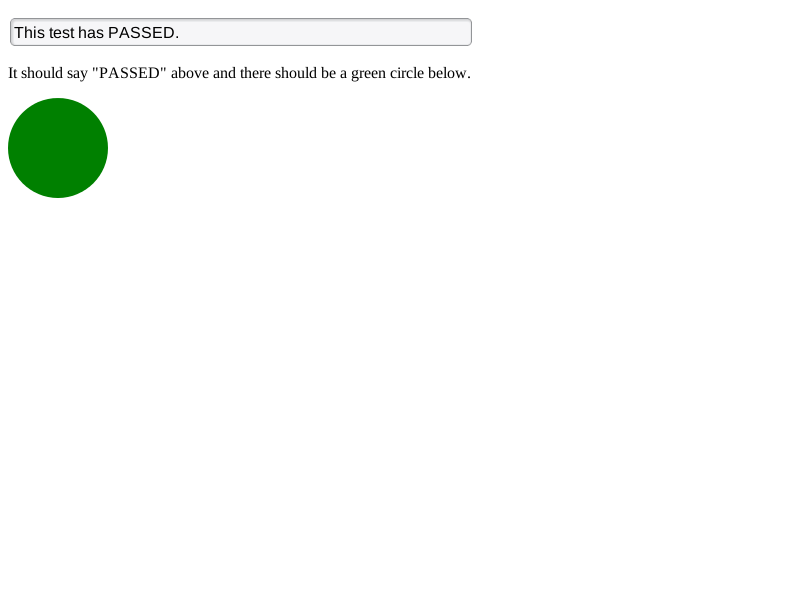 This test has PASSED.
It should say "PASSED" above and there should be a green circle below.